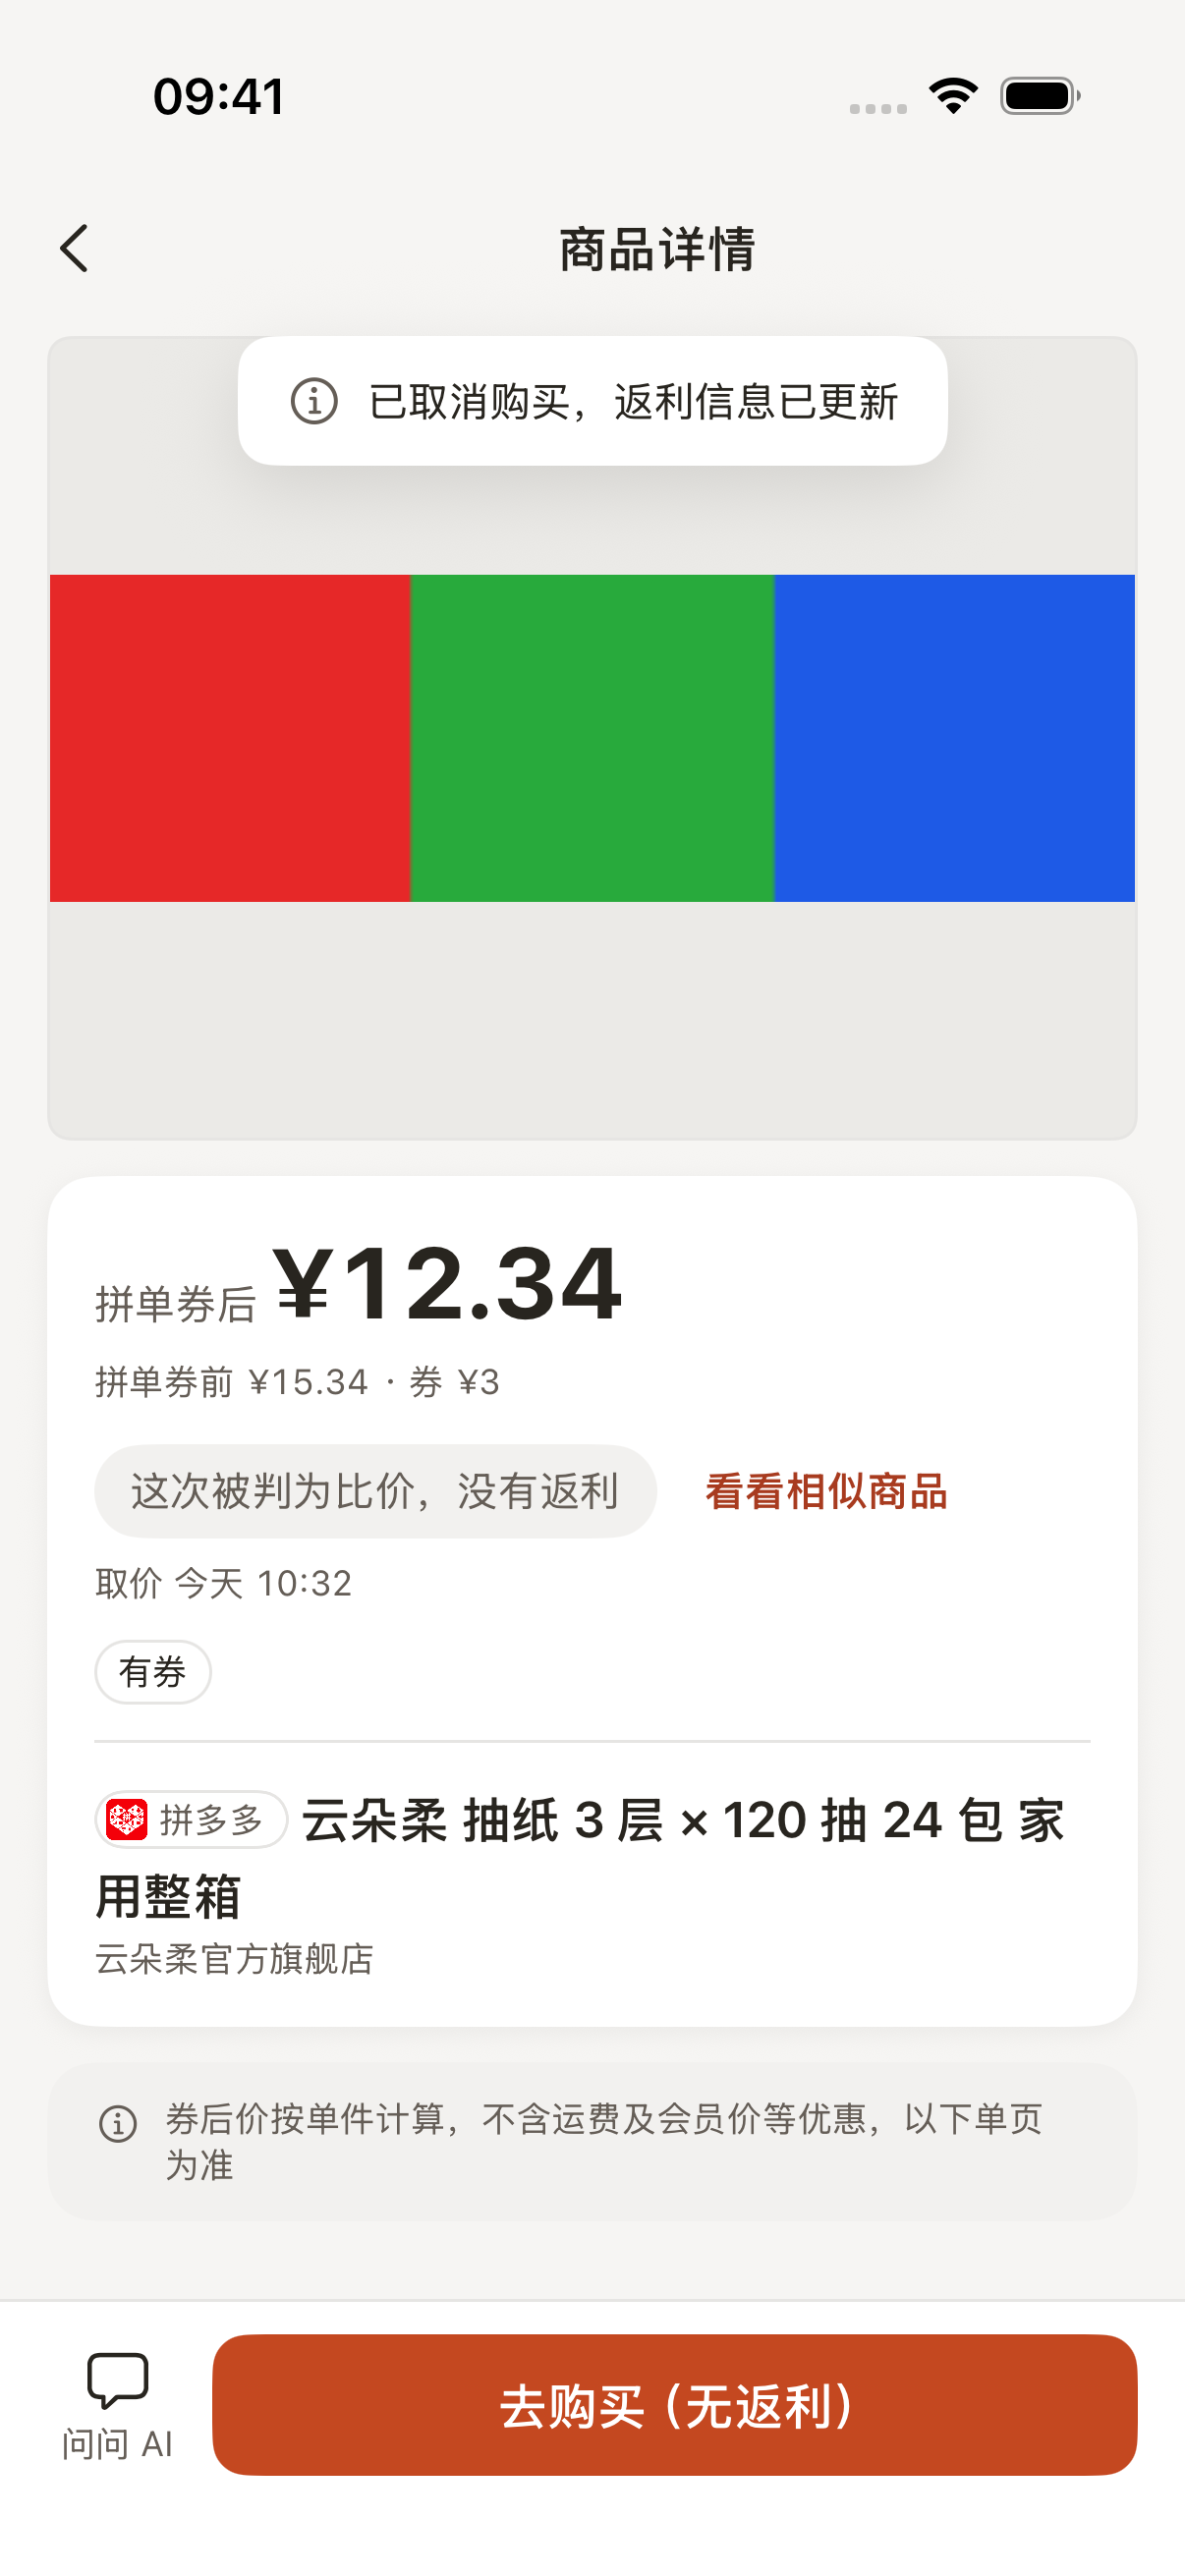 09:41
商品详情
已取消购买，返利信息已更新
拼单券后 ¥12.34
拼单券前 ¥15.34 · 券 ¥3
这次被判为比价，没有返利 看看相似商品
取价 今天 10:32
有券
拼多多 云朵柔 抽纸 3 层 × 120 抽 24 包 家
用整箱
云朵柔官方旗舰店
券后价按单件计算，不含运费及会员价等优惠，以下单页
为准
去购买（无返利）
问问 AI